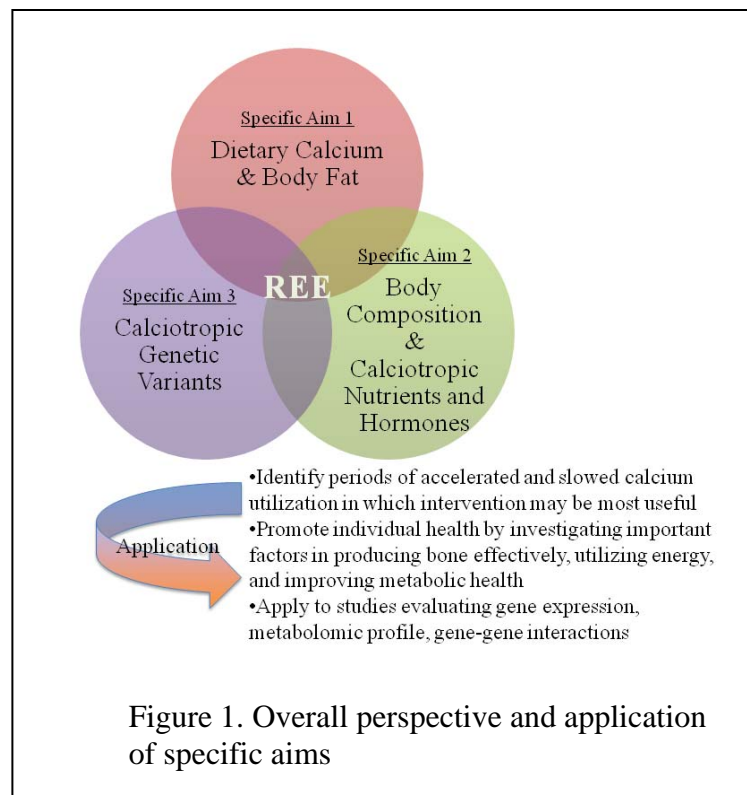 Specific Aim 1
Dietary Calcium
& Body Fat
Specific Aim 2
Body
Composition
&
Calciotropic
Nutrients and
Hormones
REE
Specific Aim 3
Calciotropic
Genetic
Variants
Application
•Identify periods of accelerated and slowed calcium
utilization in which intervention may be most useful
•Promote individual health by investigating important
factors in producing bone effectively, utilizing energy,
and improving metabolic health
•Apply to studies evaluating gene expression,
metabolomic profile, gene-gene interactions
Figure 1. Overall perspective and application
of specific aims